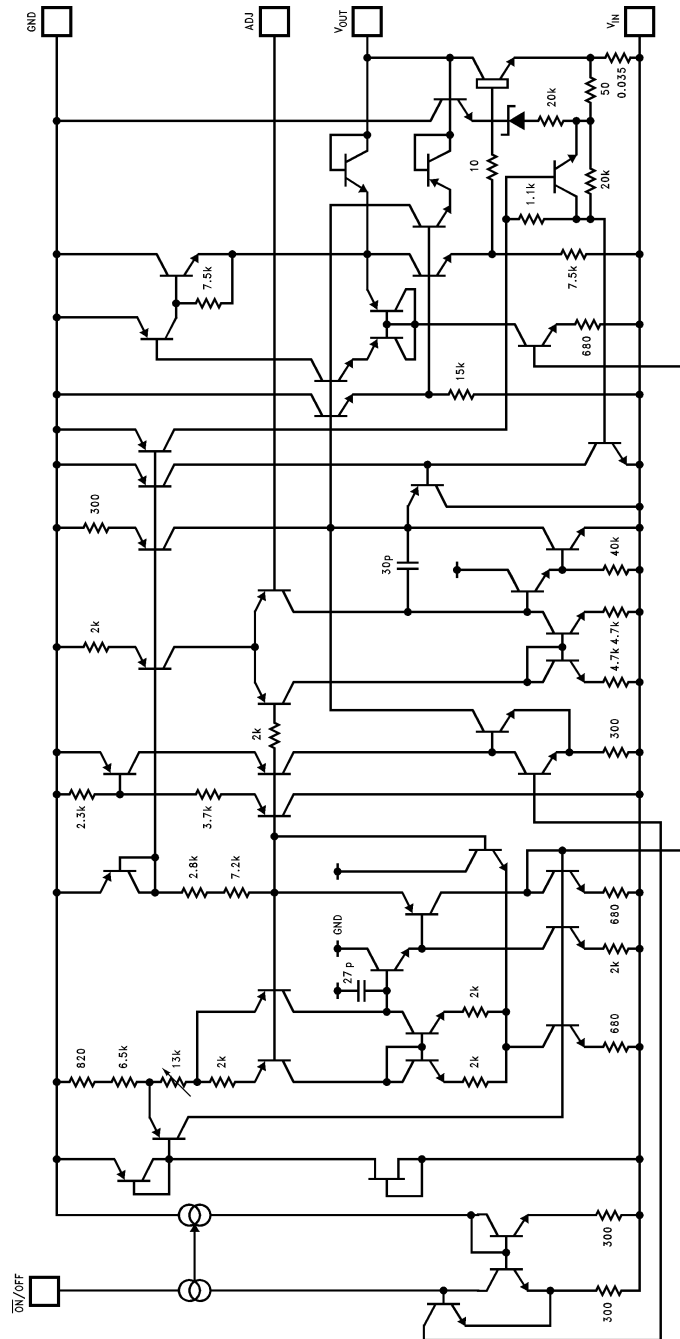 GND
ADJ
VOUT
VIN
50
0.035
20k
10
20k
1.1k
7.5k
7.5k
680
15k
300
30p
40k
2k
4.7k
4.7k
2k
300
2.3k
3.7k
2.8k
7.2k
GND
680
27p
2k
2k
820
6.5k
13k
2k
2k
680
ON/OFF
300
300